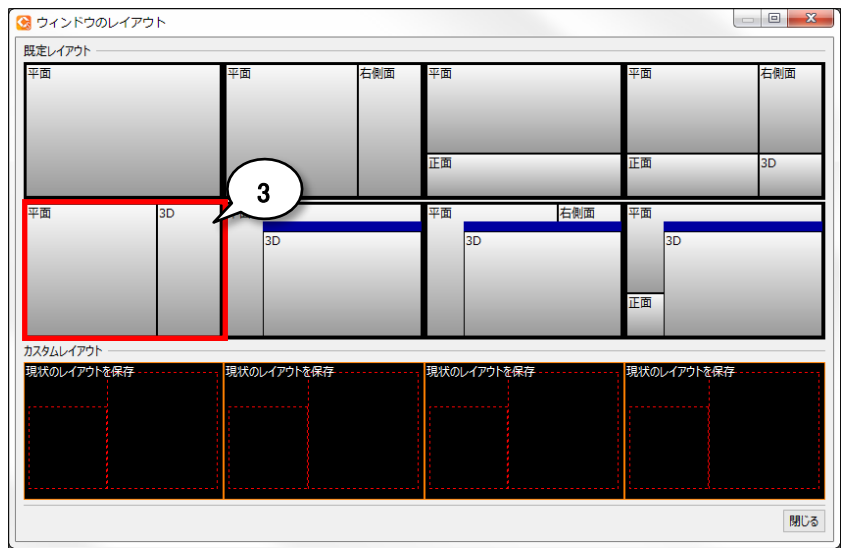 ウィンドウのレイアウト
既定レイアウト
平面
平面 右側面
平面
平面 右側面
正面
正面 3D
3
平面 3D
3D
平面 右側面
3D
平面
3D
正面
カスタムレイアウト
現状のレイアウトを保存
現状のレイアウトを保存
現状のレイアウトを保存
現状のレイアウトを保存
閉じる